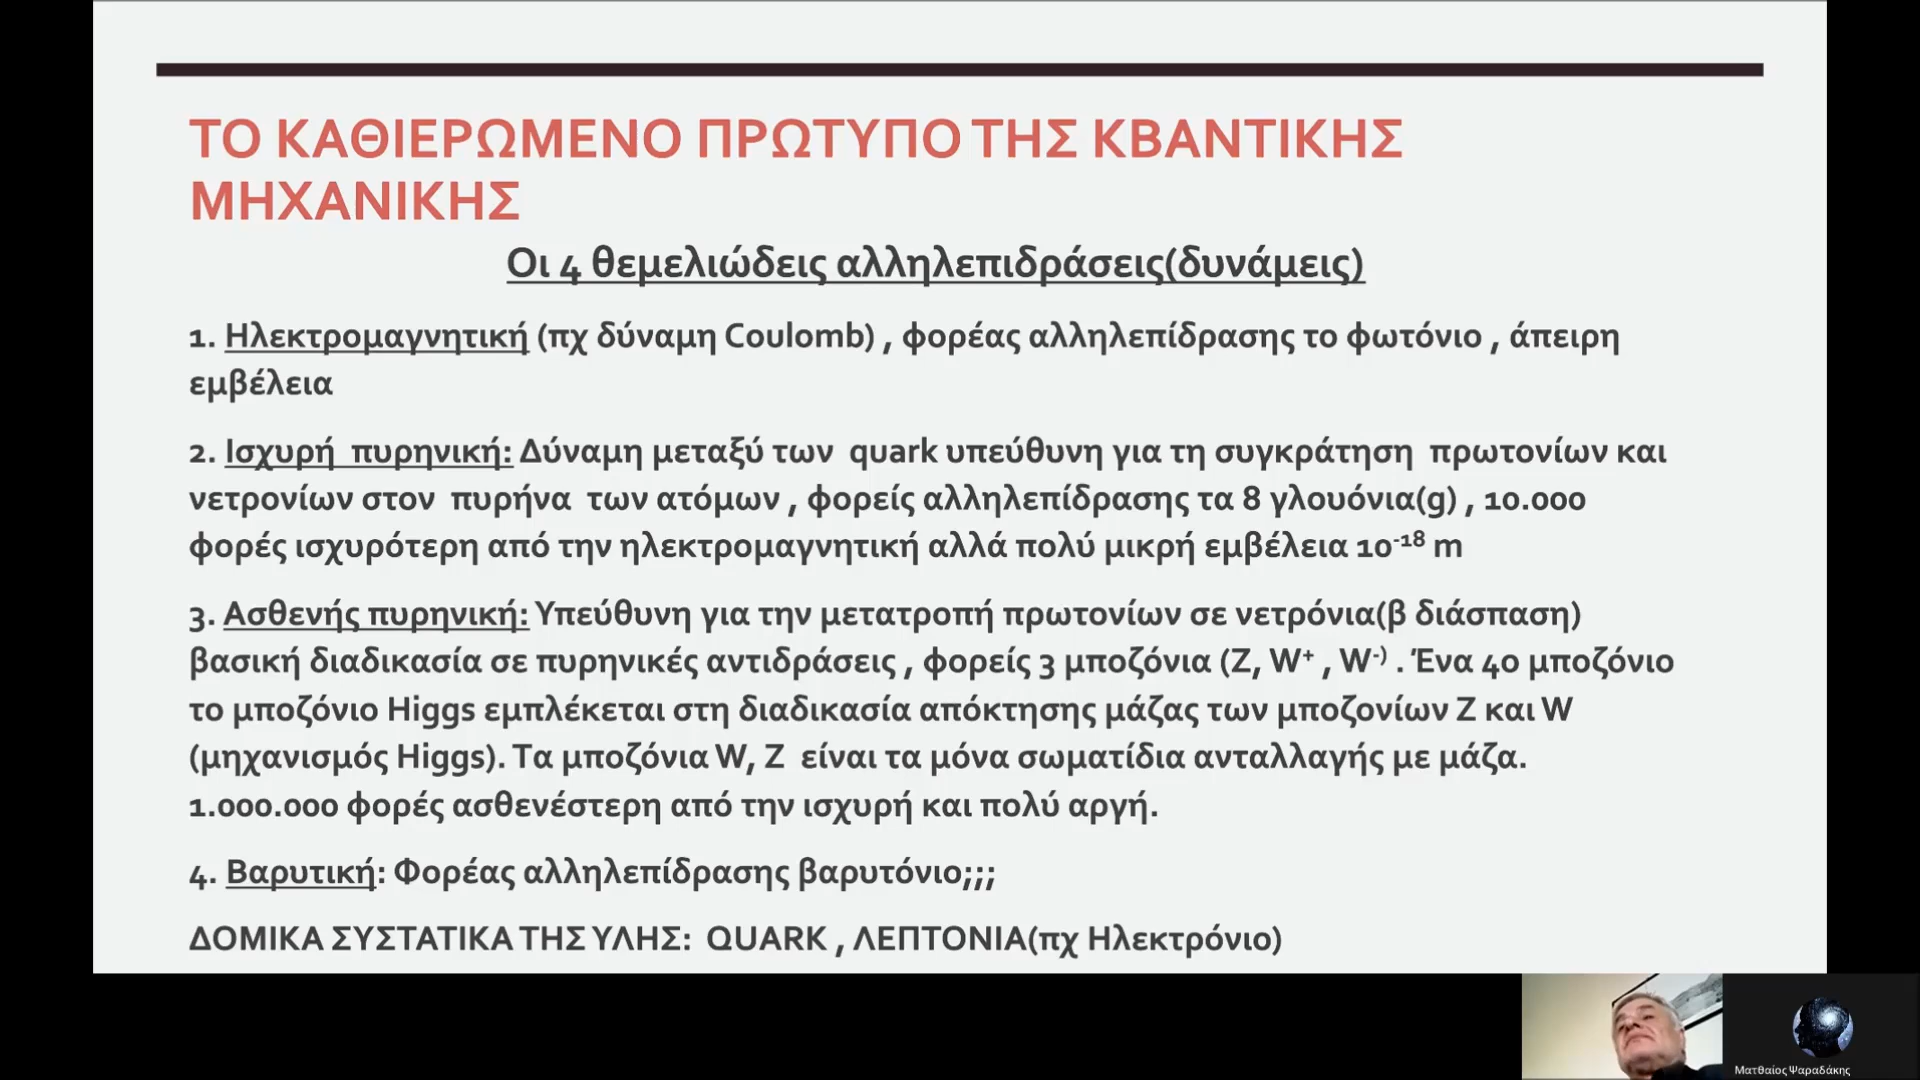 ΤΟ ΚΑΘΙΕΡΩΜΕΝΟ ΠΡΩΤΥΠΟ ΤΗΣ ΚΒΑΝΤΙΚΗΣ
ΜΗΧΑΝΙΚΗΣ
Οι 4 θεμελιώδεις αλληλεπιδράσεις(δυνάμεις)
1. Ηλεκτρομαγνητική (πχ δύναμη Coulomb) , φορέας αλληλεπίδρασης το φωτόνιο , άπειρη
εμβέλεια
2. Ισχυρή πυρηνική: Δύναμη μεταξύ των quark υπεύθυνη για τη συγκράτηση πρωτονίων και
νετρονίων στον πυρήνα των ατόμων , φορείς αλληλεπίδρασης τα 8 γλουόνια(g) , 10.000
φορές ισχυρότερη από την ηλεκτρομαγνητική αλλά πολύ μικρή εμβέλεια 10⁻¹⁸ m
3. Ασθενής πυρηνική: Υπεύθυνη για την μετατροπή πρωτονίων σε νετρόνια(β διάσπαση)
βασική διαδικασία σε πυρηνικές αντιδράσεις , φορείς 3 μποζόνια (Z, W⁺ , W⁻⁾ . Ένα 4ο μποζόνιο
το μποζόνιο Higgs εμπλέκεται στη διαδικασία απόκτησης μάζας των μποζονίων Z και W
(μηχανισμός Higgs). Τα μποζόνια W, Z είναι τα μόνα σωματίδια ανταλλαγής με μάζα.
1.000.000 φορές ασθενέστερη από την ισχυρή και πολύ αργή.
4. Βαρυτική: Φορέας αλληλεπίδρασης βαρυτόνιο;;;
ΔΟΜΙΚΑ ΣΥΣΤΑΤΙΚΑ ΤΗΣ ΥΛΗΣ: QUARK , ΛΕΠΤΟΝΙΑ(πχ Ηλεκτρόνιο)
Ματθαίος Ψαραδάκης